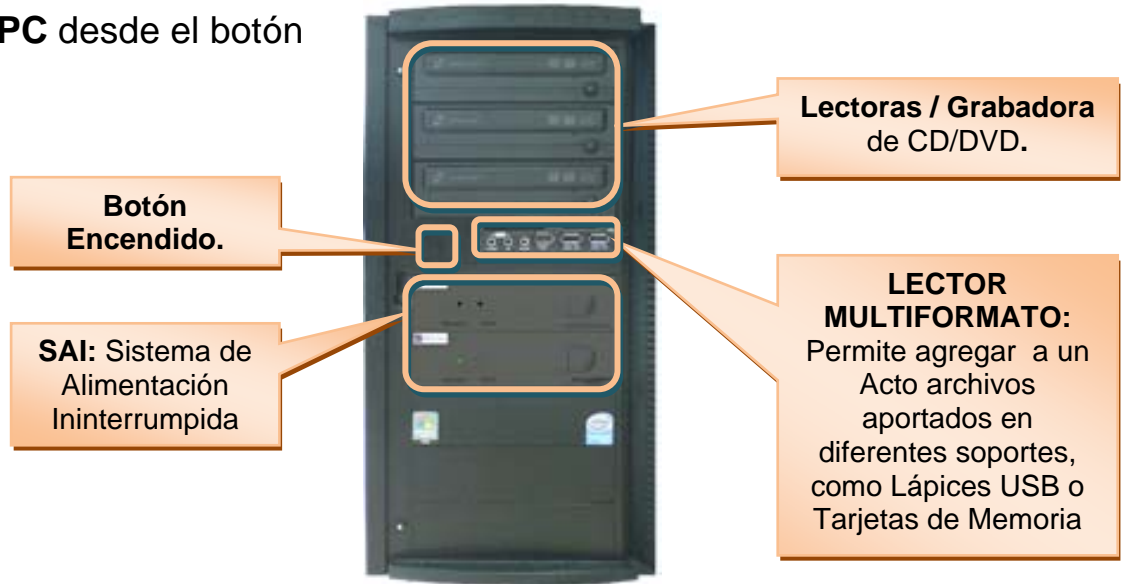 PC desde el botón
Lectoras / Grabadora
de CD/DVD.
Botón
Encendido.
LECTOR
MULTIFORMATO:
Permite agregar a un
Acto archivos
aportados en
diferentes soportes,
como Lápices USB o
Tarjetas de Memoria
SAI: Sistema de
Alimentación
Ininterrumpida